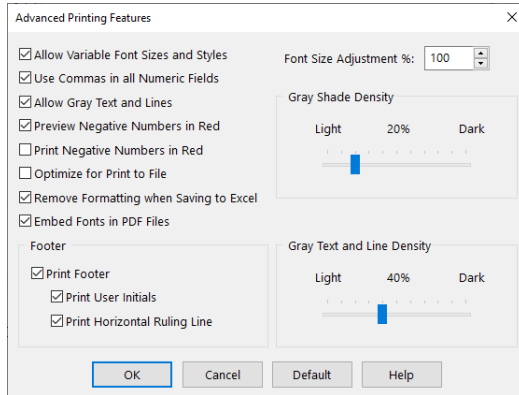 Advanced Printing Features
Allow Variable Font Sizes and Styles
Use Commas in all Numeric Fields
Allow Gray Text and Lines
Preview Negative Numbers in Red
Print Negative Numbers in Red
Optimize for Print to File
Remove Formatting when Saving to Excel
Embed Fonts in PDF Files
Footer
Print Footer
Print User Initials
Print Horizontal Ruling Line
Font Size Adjustment %: 100
Gray Shade Density
Light 20% Dark
Gray Text and Line Density
Light 40% Dark
OK Cancel Default Help